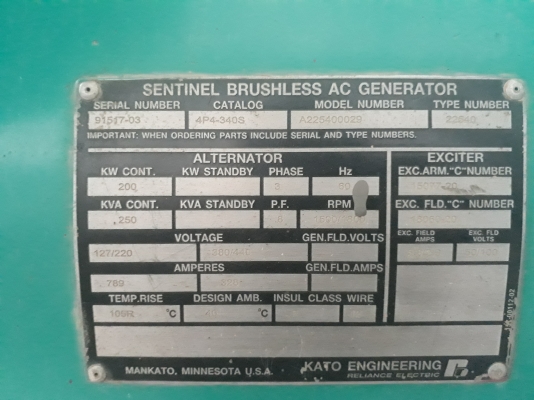 SENTINEL BRUSHLESS AC GENERATOR
SERIAL NUMBER CATALOG MODEL NUMBER TYPE NUMBER
91517-03 4P4-340S A225400029
IMPORTANT: WHEN ORDERING PARTS INCLUDE SERIAL AND TYPE NUMBERS.
ALTERNATOR EXCITER
KW CONT. KW STANDBY PHASE Hz EXC.ARM."C"NUMBER
200 3
KVA CONT. KVA STANDBY P.F. RPM EXC. FLD."C" NUMBER
250
VOLTAGE GEN.FLD.VOLTS EXC. FIELD AMPS EXC. FLD VOLTS
127/220
AMPERES GEN.FLD.AMPS
789
TEMP.RISE DESIGN AMB. INSUL CLASS WIRE
105R °C °C
KATO ENGINEERING
MANKATO, MINNESOTA U.S.A. RELIANCE ELECTRIC